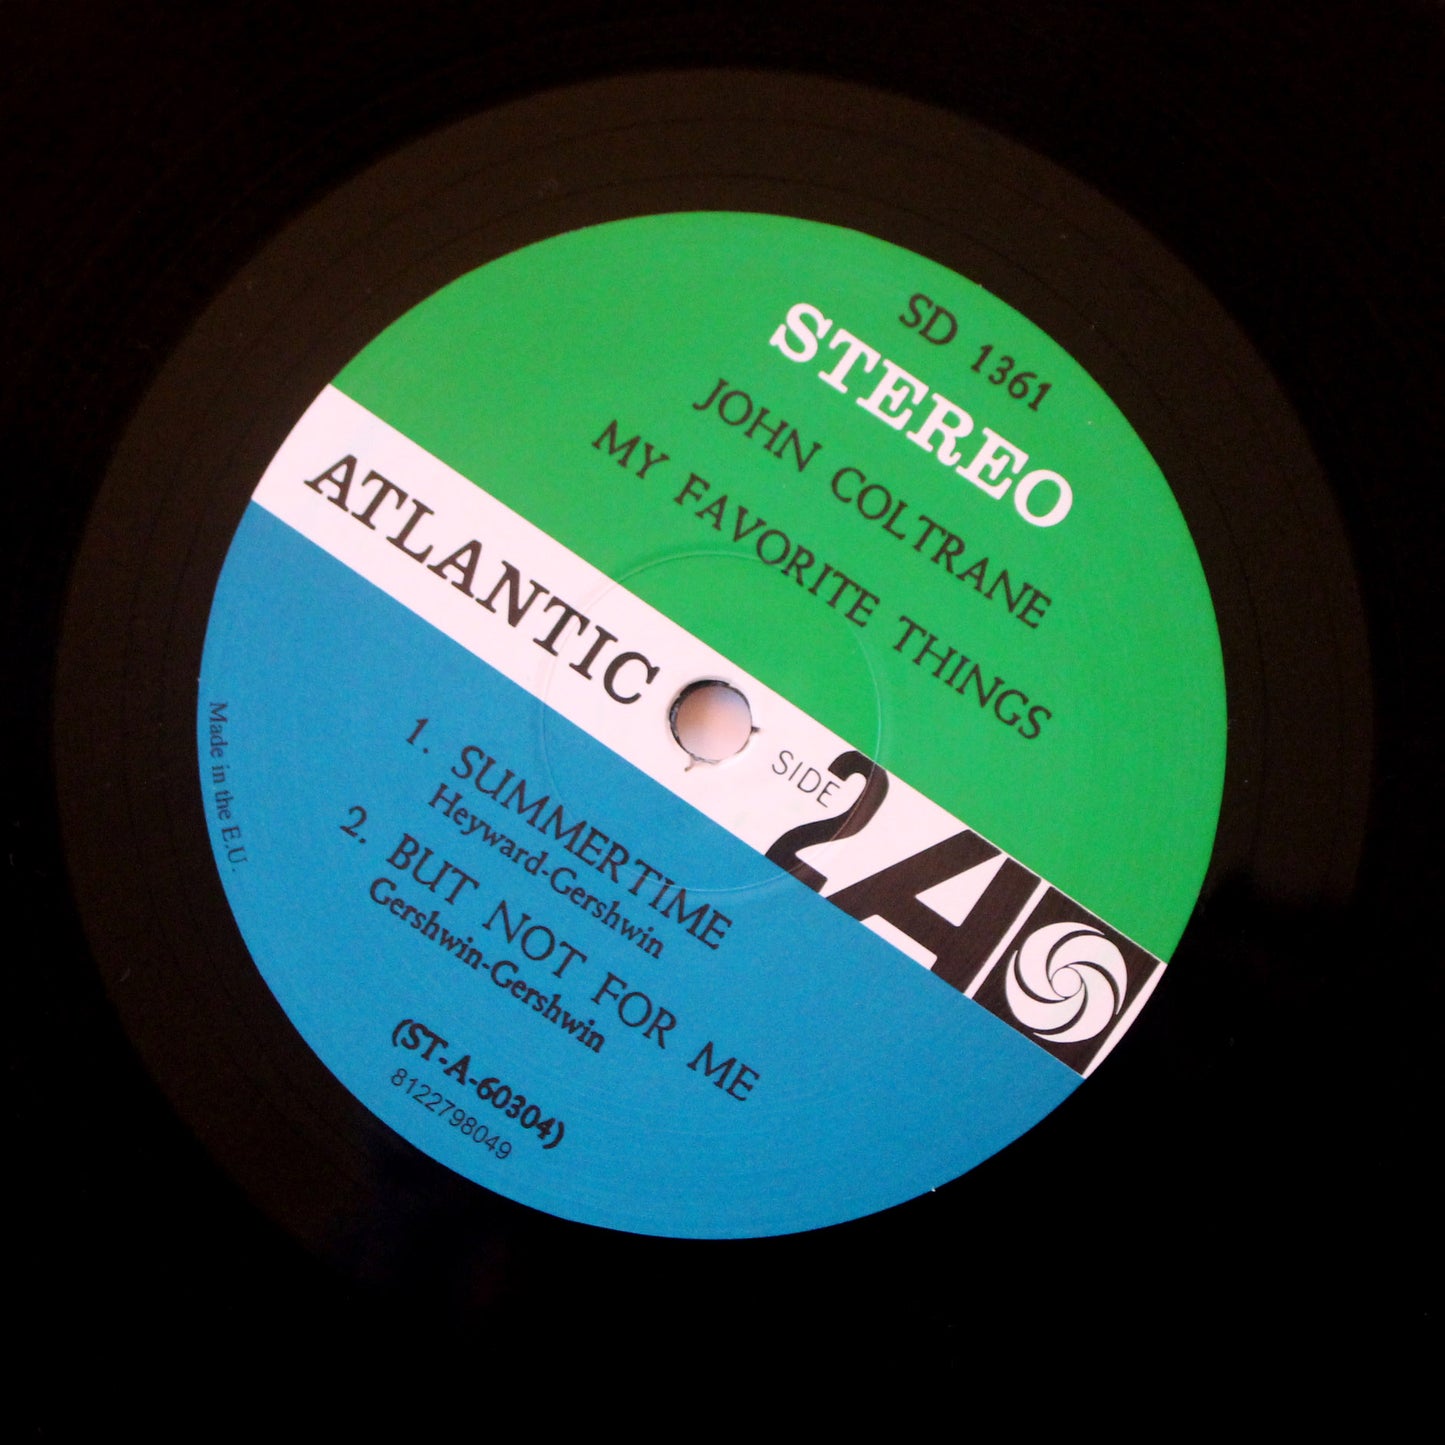 SD 1361
STEREO
JOHN COLTRANE
MY FAVORITE THINGS
ATLANTIC
SIDE 2
A
1. SUMMERTIME
Heyward-Gershwin
2. BUT NOT FOR ME
Gershwin-Gershwin
(ST-A-60304)
8122798049
Made in the E.U.